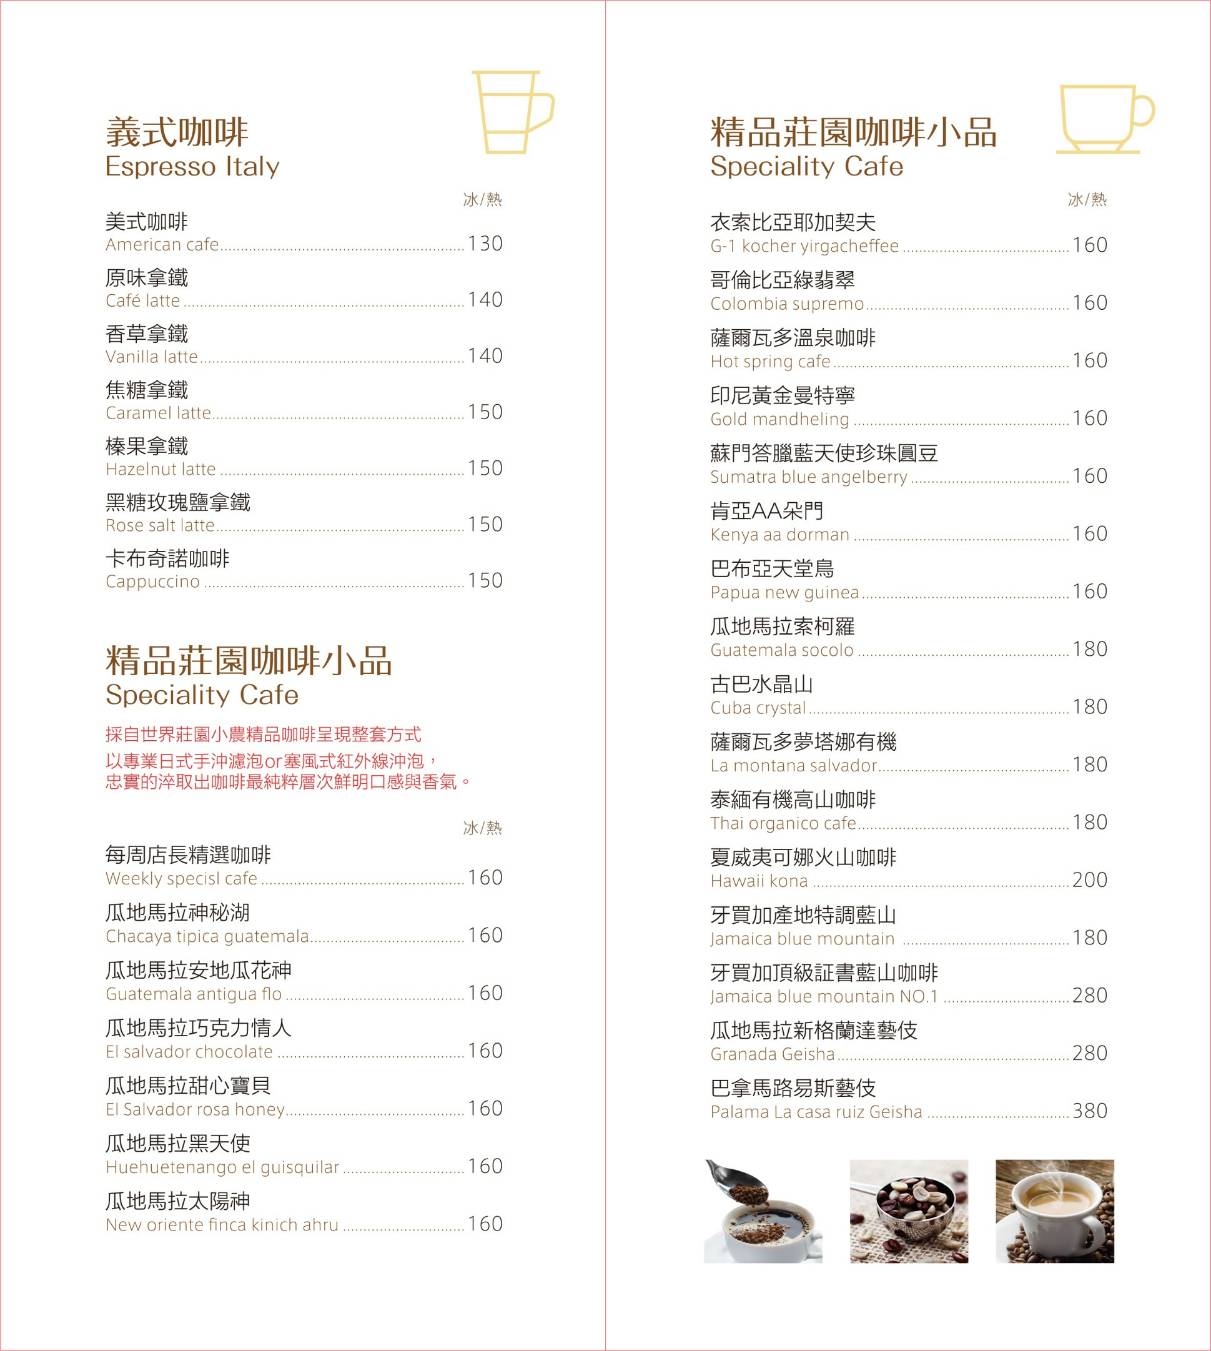 義式咖啡
Espresso Italy
冰/熱
美式咖啡
American cafe 130
原味拿鐵
Café latte 140
香草拿鐵
Vanilla latte 140
焦糖拿鐵
Caramel latte 150
榛果拿鐵
Hazelnut latte 150
黑糖玫瑰鹽拿鐵
Rose salt latte 150
卡布奇諾咖啡
Cappuccino 150
精品莊園咖啡小品
Speciality Cafe
採自世界莊園小農精品咖啡呈現整套方式
以專業日式手沖濾泡or塞風式紅外線沖泡，
忠實的淬取出咖啡最純粹層次鮮明口感與香氣。
冰/熱
每周店長精選咖啡
Weekly specisl cafe 160
瓜地馬拉神秘湖
Chacaya tipica guatemala 160
瓜地馬拉安地瓜花神
Guatemala antigua flo 160
瓜地馬拉巧克力情人
El salvador chocolate 160
瓜地馬拉甜心寶貝
El Salvador rosa honey 160
瓜地馬拉黑天使
Huehuetenango el guisquilar 160
瓜地馬拉太陽神
New oriente finca kinich ahru 160
精品莊園咖啡小品
Speciality Cafe
冰/熱
衣索比亞耶加契夫
G-1 kocher yirgacheffee 160
哥倫比亞綠翡翠
Colombia supremo 160
薩爾瓦多溫泉咖啡
Hot spring cafe 160
印尼黃金曼特寧
Gold mandheling 160
蘇門答臘藍天使珍珠圓豆
Sumatra blue angelberry 160
肯亞AA朵門
Kenya aa dorman 160
巴布亞天堂鳥
Papua new guinea 160
瓜地馬拉索柯羅
Guatemala socolo 180
古巴水晶山
Cuba crystal 180
薩爾瓦多夢塔娜有機
La montana salvador 180
泰緬有機高山咖啡
Thai organico cafe 180
夏威夷可娜火山咖啡
Hawaii kona 200
牙買加產地特調藍山
Jamaica blue mountain 180
牙買加頂級証書藍山咖啡
Jamaica blue mountain NO.1 280
瓜地馬拉新格蘭達藝伎
Granada Geisha 280
巴拿馬路易斯藝伎
Palama La casa ruiz Geisha 380